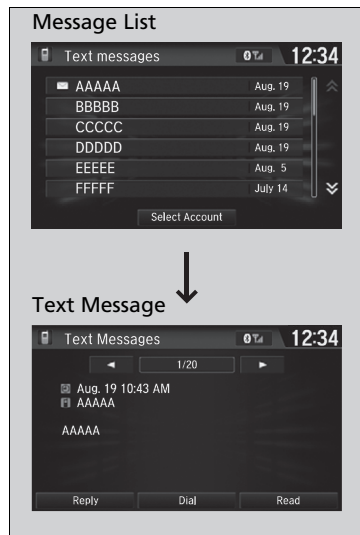 Message List
Text messages 12:34
AAAAA Aug. 19
BBBBB Aug. 19
CCCCC Aug. 19
DDDDD Aug. 19
EEEEE Aug. 5
FFFFF July 14
Select Account
Text Message
Text Messages 12:34
1/20
Aug. 19 10:43 AM
AAAAA
AAAAA
Reply Dial Read